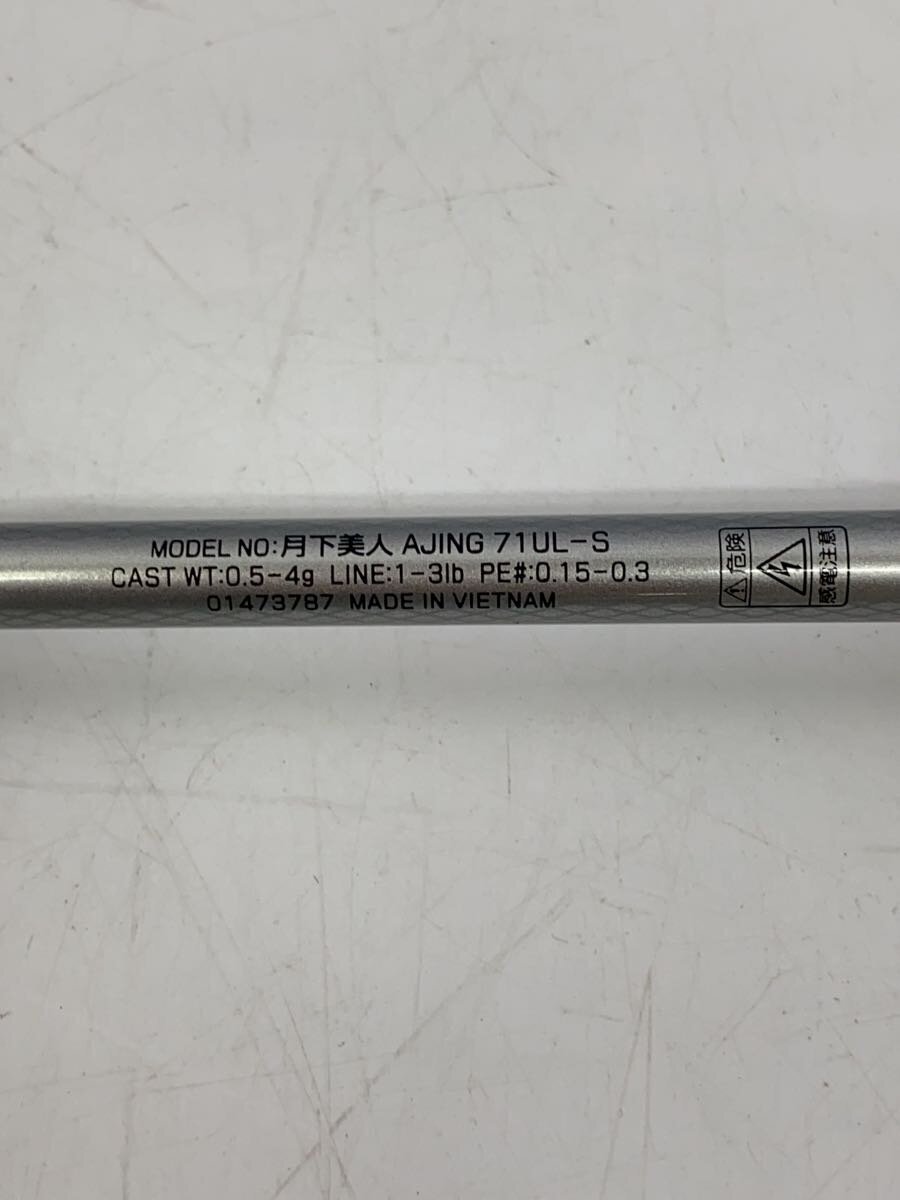 MODEL NO:月下美人 AJING 71UL-S
CAST WT:0.5-4g LINE:1-3lb PE#:0.15-0.3
01473787 MADE IN VIETNAM
危険
感電注意